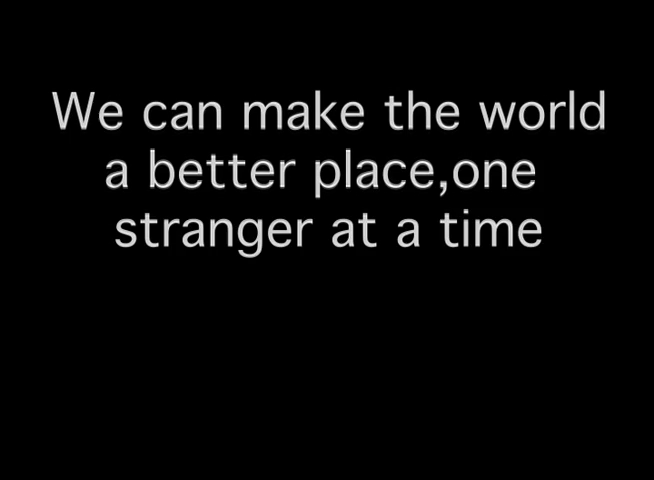 We can make the world
a better place,one
stranger at a time